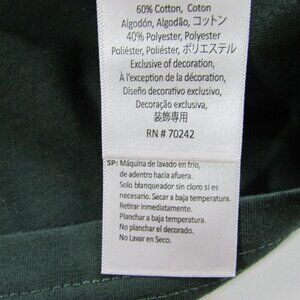 60% Cotton, Coton
Algodón, Algodão, コットン
40% Polyester, Polyester
Poliéster, Poliéster, ポリエステル
Exclusive of decoration,
À l'exception de la décoration,
Diseño decorativo exclusivo,
Decoração exclusiva,
装飾専用
RN # 70242
SP: Máquina de lavado en frio,
de adentro hacia afuera.
Solo blanqueador sin cloro si es
necesario. Secar a baja temperatura.
Retirar inmediatamente.
Planchar a baja temperatura.
No planchar el decorado.
No Lavar en Seco.